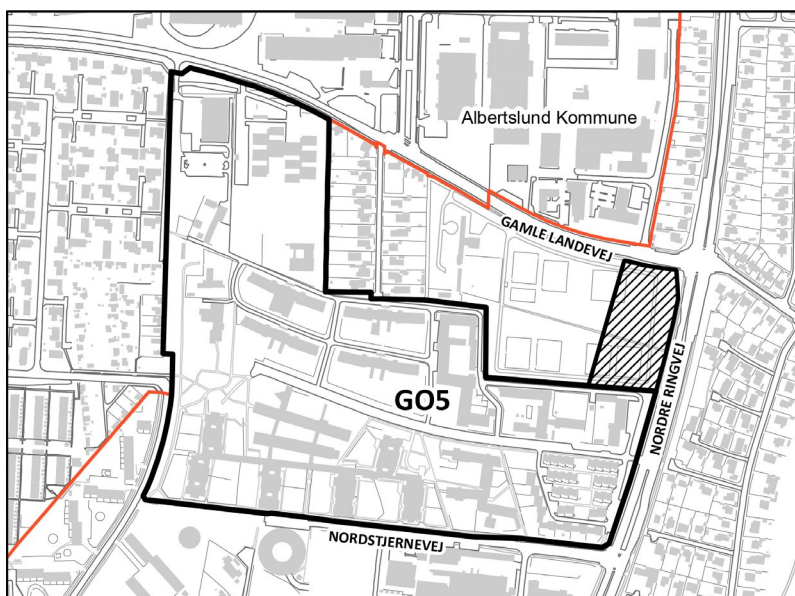 Albertslund Kommune
GAMLE LANDEVEJ
GO5
NORDRE RINGVEJ
NORDSTJERNEVEJ